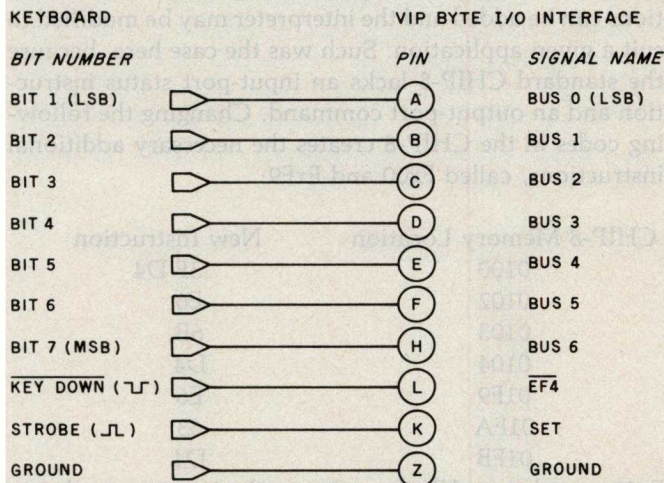 KEYBOARD VIP BYTE I/O INTERFACE
BIT NUMBER PIN SIGNAL NAME
BIT 1 (LSB) A BUS 0 (LSB)
BIT 2 B BUS 1
BIT 3 C BUS 2
BIT 4 D BUS 3
BIT 5 E BUS 4
BIT 6 F BUS 5
BIT 7 (MSB) H BUS 6
KEY DOWN ( ) L EF4
STROBE ( ) K SET
GROUND Z GROUND